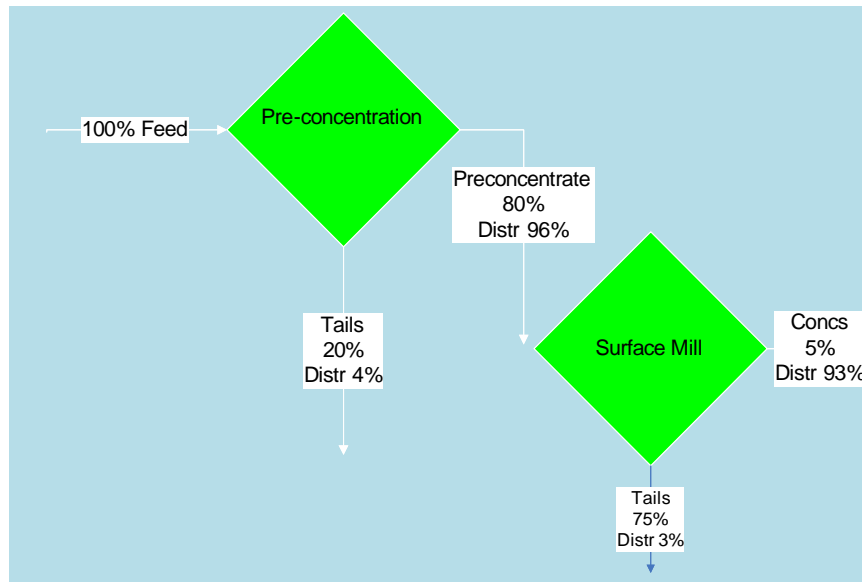 Pre-concentration
100% Feed
Preconcentrate
80%
Distr 96%
Tails
20%
Distr 4%
Surface Mill
Concs
5%
Distr 93%
Tails
75%
Distr 3%